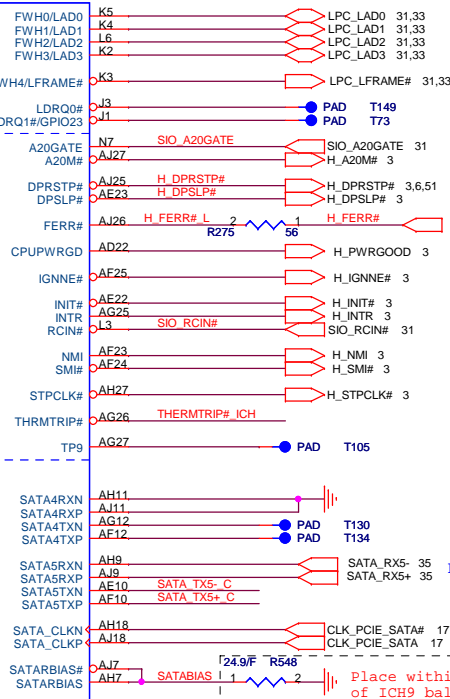 FWH0/LAD0 K5 LPC_LAD0 31,33
FWH1/LAD1 K4 LPC_LAD1 31,33
FWH2/LAD2 L6 LPC_LAD2 31,33
FWH3/LAD3 K2 LPC_LAD3 31,33
WH4/LFRAME# K3 LPC_LFRAME# 31,33
LDRQ0# J3 PAD T149
DRQ1#/GPIO23 J1 PAD T73
A20GATE N7 SIO_A20GATE SIO_A20GATE 31
A20M# AJ27 H_A20M# 3
DPRSTP# AJ25 H_DPRSTP# H_DPRSTP# 3,6,51
DPSLP# AE23 H_DPSLP# H_DPSLP# 3
FERR# AJ26 H_FERR#_L 2 1 H_FERR#
R275 56
CPUPWRGD AD22 H_PWRGOOD 3
IGNNE# AF25 H_IGNNE# 3
INIT# AE22 H_INIT# 3
INTR AG25 H_INTR 3
RCIN# L3 SIO_RCIN# SIO_RCIN# 31
NMI AF23 H_NMI 3
SMI# AF24 H_SMI# 3
STPCLK# AH27 H_STPCLK# 3
THRMTRIP# AG26 THERMTRIP#_ICH
TP9 AG27 PAD T105
SATA4RXN AH11
SATA4RXP AJ11
SATA4TXN AG12 PAD T130
SATA4TXP AF12 PAD T134
SATA5RXN AH9 SATA_RX5- 35
SATA5RXP AJ9 SATA_RX5+ 35
SATA5TXN AE10 SATA_TX5-_C
SATA5TXP AF10 SATA_TX5+_C
SATA_CLKN AH18 CLK_PCIE_SATA# 17
SATA_CLKP AJ18 CLK_PCIE_SATA 17
SATARBIAS# AJ7 24.9/F R548
SATARBIAS AH7 SATABIAS 1 2
Place withi
of ICH9 bal